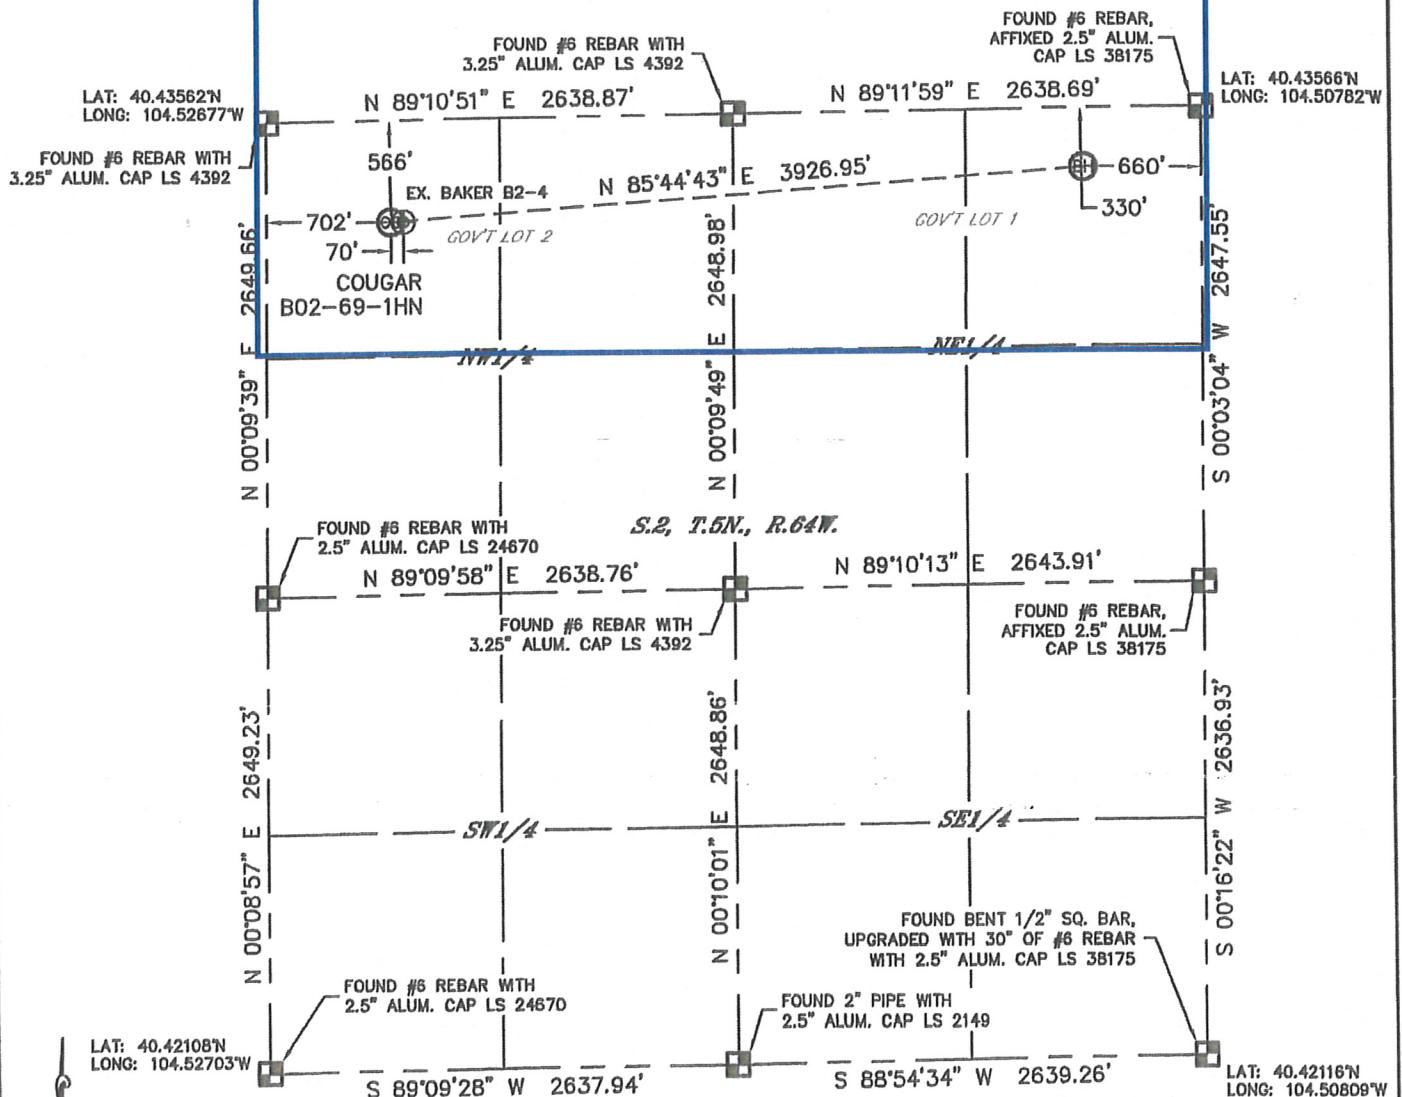 FOUND #6 REBAR,
AFFIXED 2.5" ALUM.
CAP LS 38175
FOUND #6 REBAR WITH
3.25" ALUM. CAP LS 4392
LAT: 40.43566°N
LONG: 104.50782°W
LAT: 40.43562°N
LONG: 104.52677°W
N 89°10'51" E 2638.87'
N 89°11'59" E 2638.69'
FOUND #6 REBAR WITH
3.25" ALUM. CAP LS 4392
566'
EX. BAKER B2-4
N 85°44'43" E 3926.95'
BH
660'
330'
702'
GOV'T LOT 2
GOV'T LOT 1
70'
COUGAR
B02-69-1HN
N 00°09'39" E 2649.66'
N 00°09'49" E 2648.98'
S 00°03'04" W 2647.55'
NW1/4
NE1/4
S.2, T.5N., R.64W.
FOUND #6 REBAR WITH
2.5" ALUM. CAP LS 24670
N 89°09'58" E 2638.76'
N 89°10'13" E 2643.91'
FOUND #6 REBAR WITH
3.25" ALUM. CAP LS 4392
FOUND #6 REBAR,
AFFIXED 2.5" ALUM.
CAP LS 38175
N 00°08'57" E 2649.23'
N 00°10'01" E 2648.86'
S 00°16'22" W 2636.93'
SW1/4
SE1/4
FOUND BENT 1/2" SQ. BAR,
UPGRADED WITH 30" OF #6 REBAR
WITH 2.5" ALUM. CAP LS 38175
FOUND #6 REBAR WITH
2.5" ALUM. CAP LS 24670
FOUND 2" PIPE WITH
2.5" ALUM. CAP LS 2149
LAT: 40.42108°N
LONG: 104.52703°W
S 89°09'28" W 2637.94'
S 88°54'34" W 2639.26'
LAT: 40.42116°N
LONG: 104.50809°W